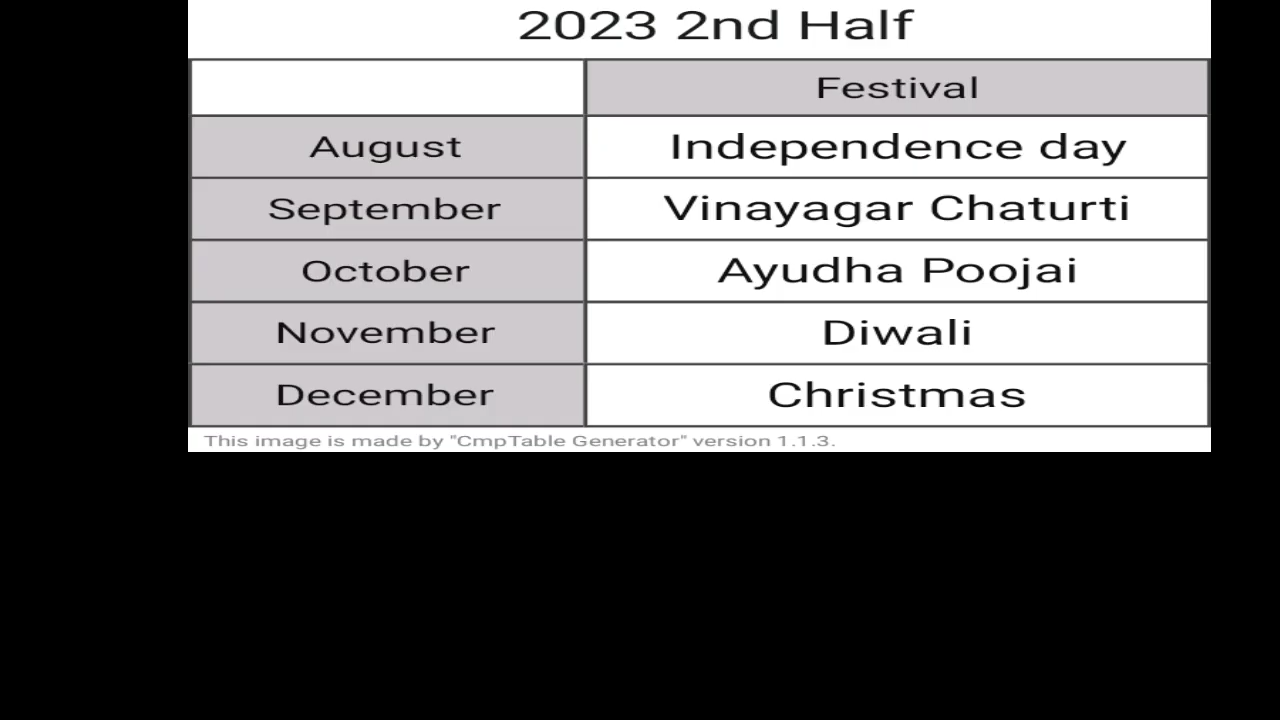 2023 2nd Half
Festival
August Independence day
September Vinayagar Chaturti
October Ayudha Poojai
November Diwali
December Christmas
This image is made by "CmpTable Generator" version 1.1.3.